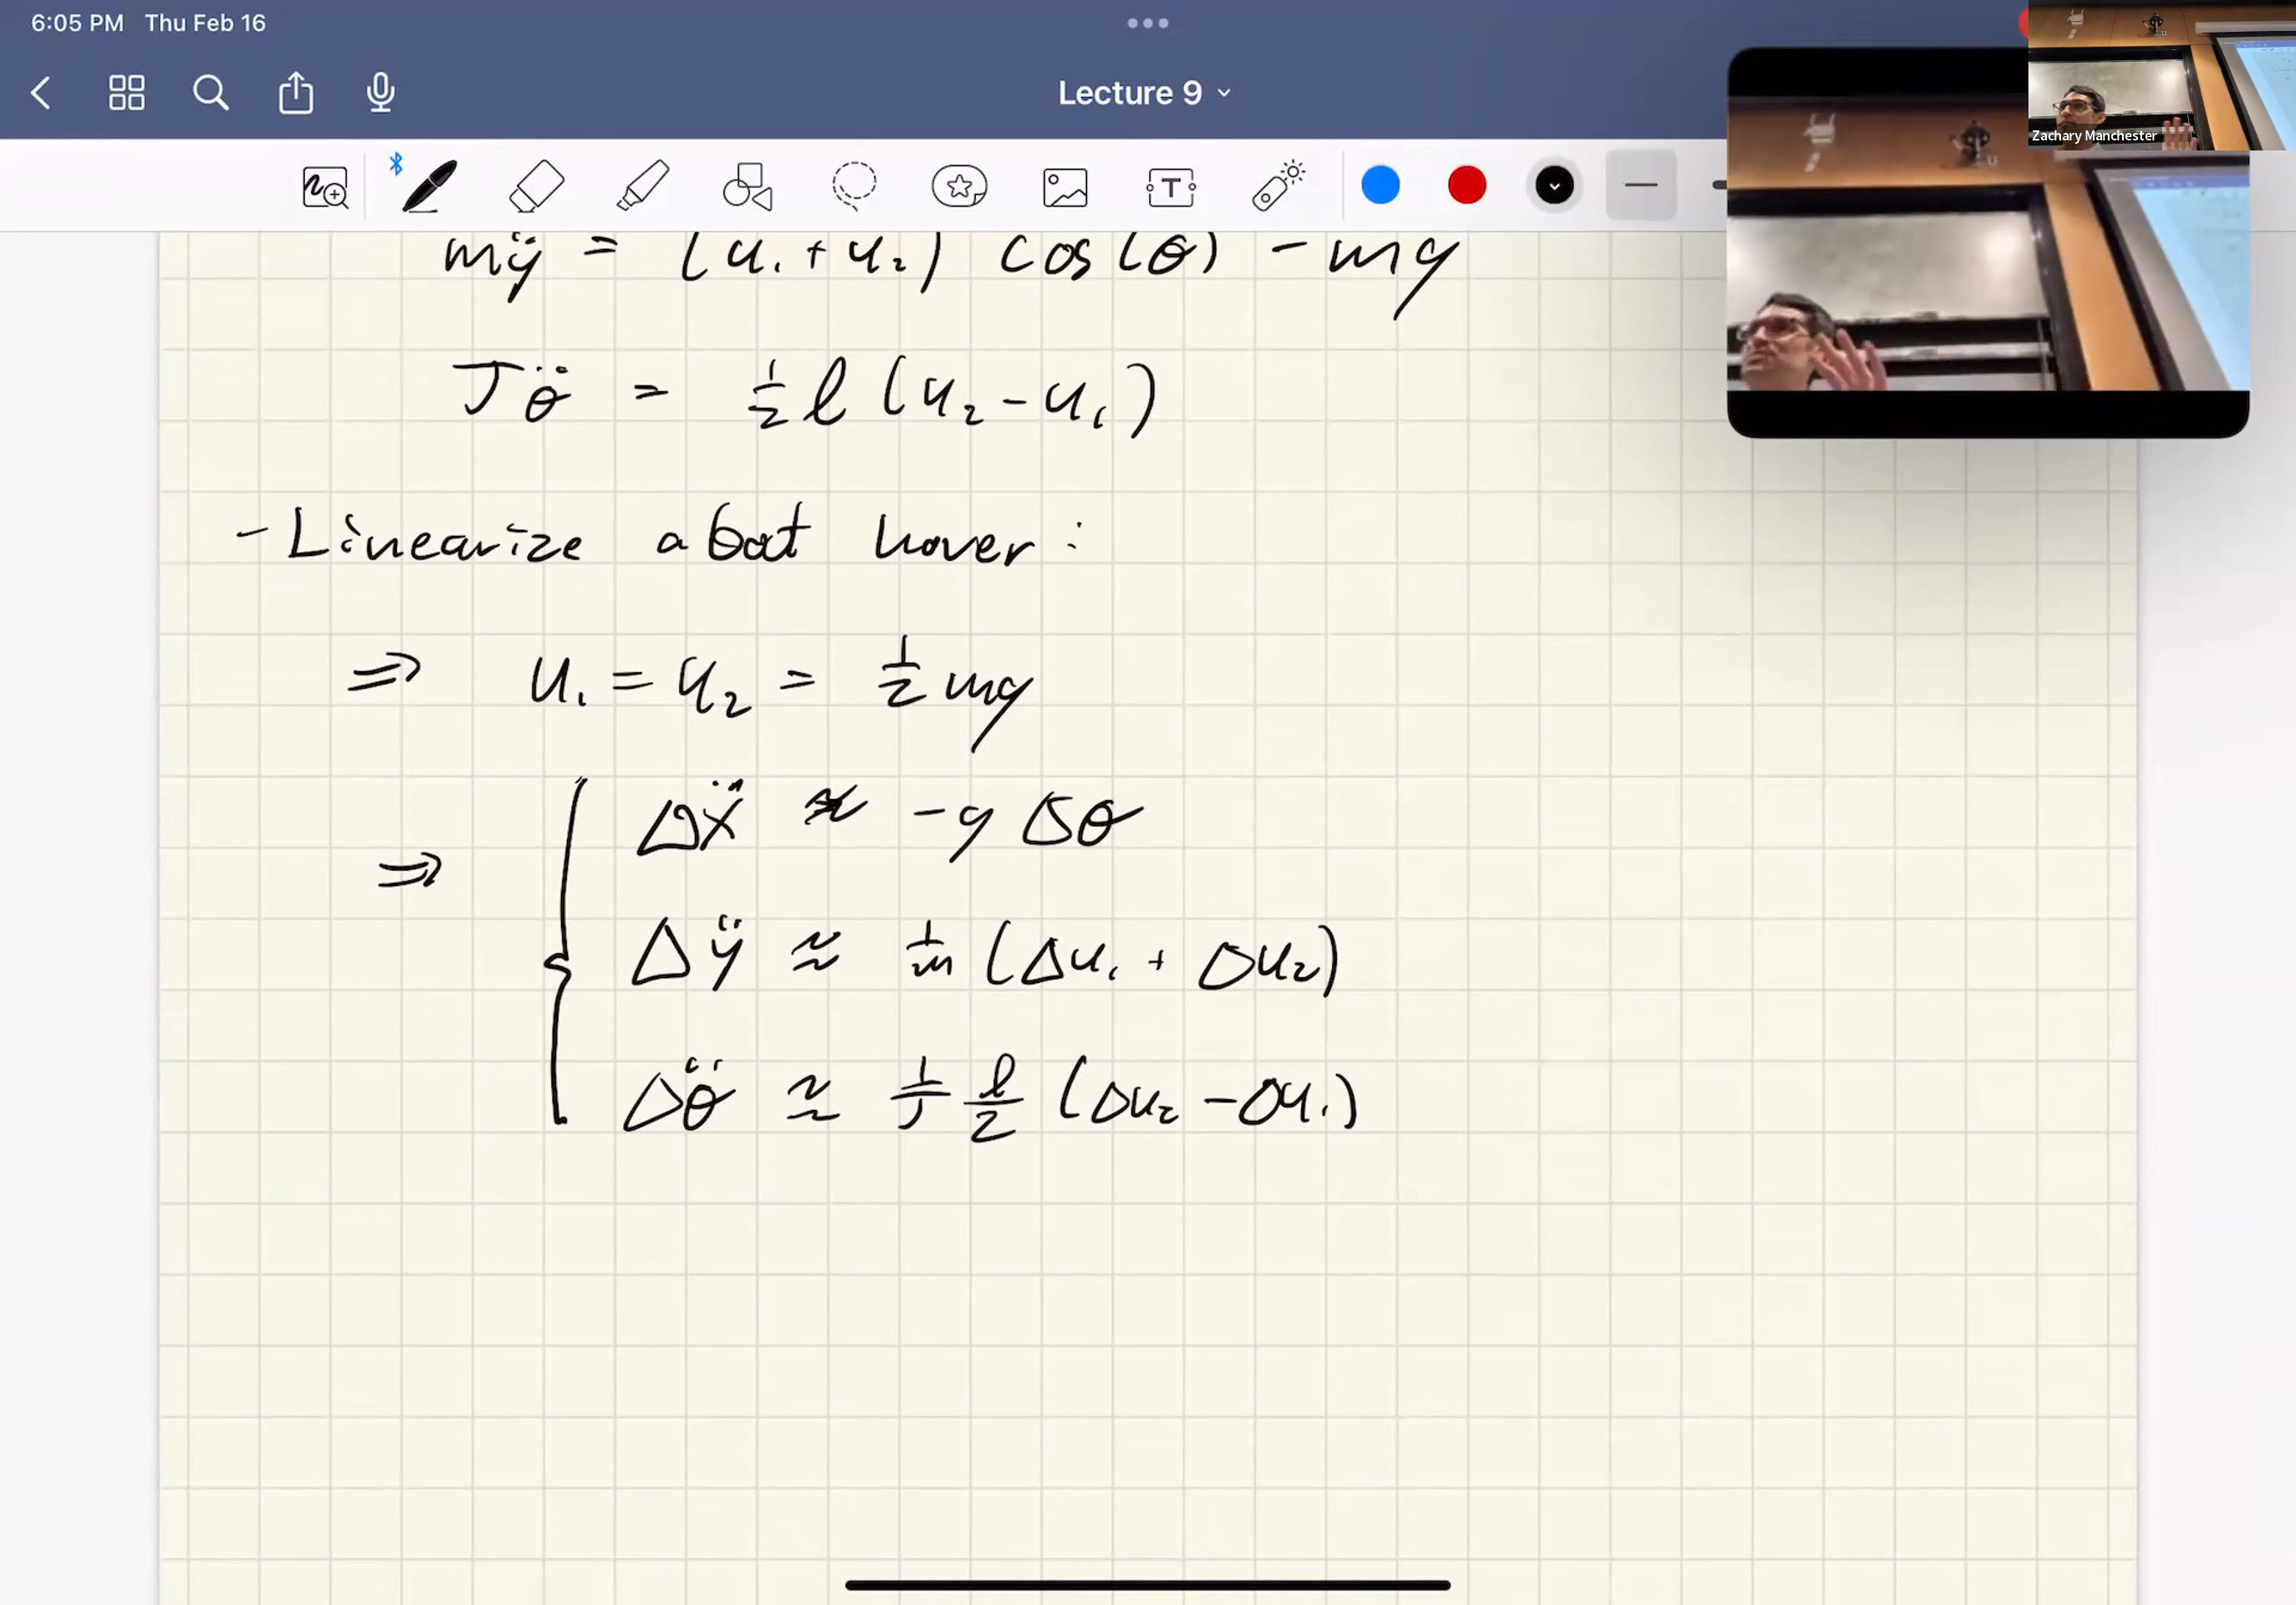 6:05 PM Thu Feb 16
Lecture 9
Zachary Manchester
T
mÿ = (u₁ + u₂) cos(θ) - mg
Jθ̈ = ½ l (u₂ - u₁)
- Linearize about hover :
⇒ u₁ = u₂ = ½ mg
Δẍ ≈ -g Δθ
⇒ { Δÿ ≈ 1/m (Δu₁ + Δu₂)
Δθ̈ ≈ 1/J l/2 (Δu₂ - Δu₁)